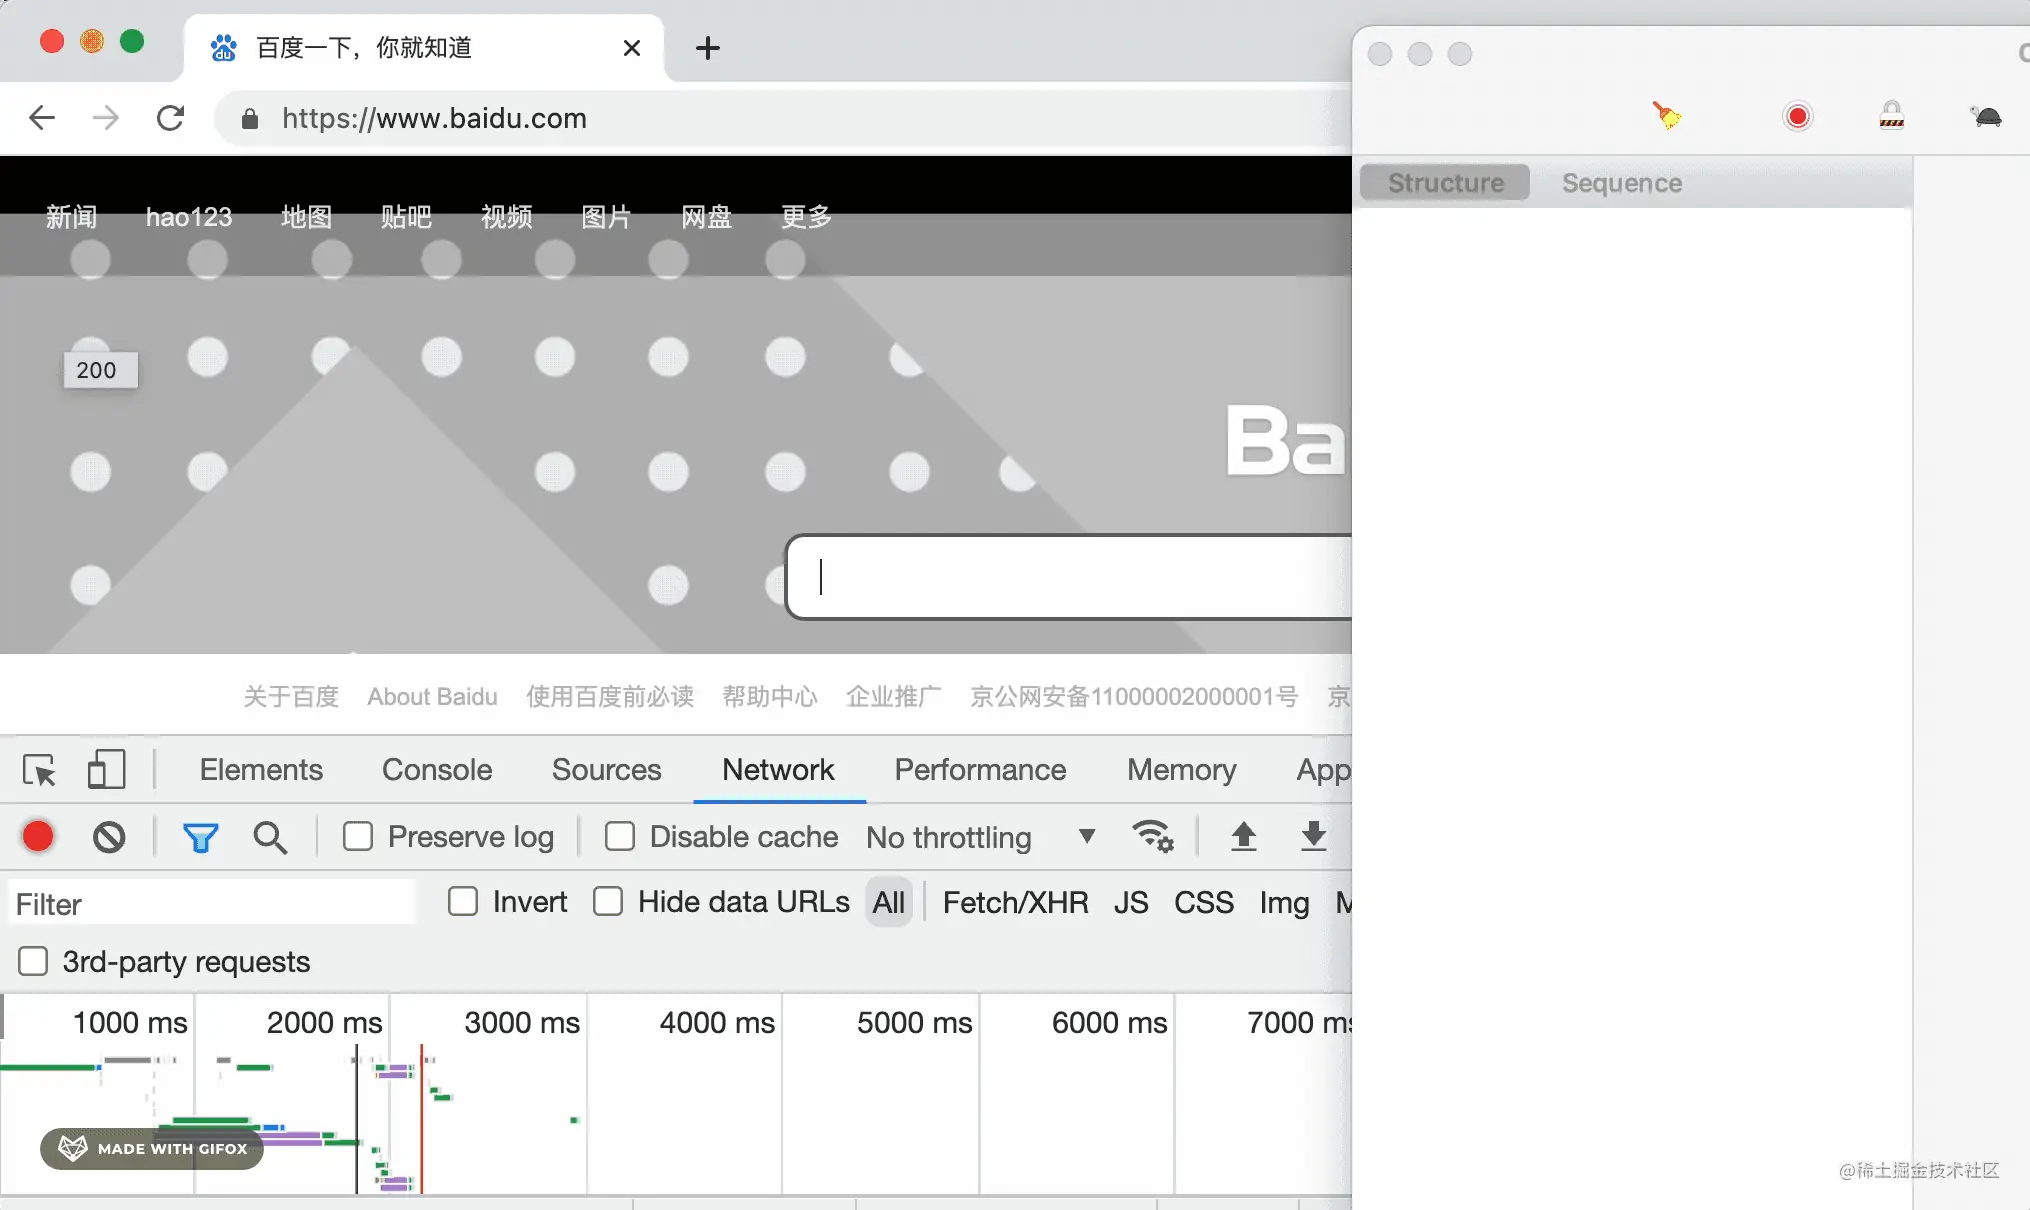 百度一下，你就知道
https://www.baidu.com
新闻 hao123 地图 贴吧 视频 图片 网盘 更多
200
Ba
关于百度 About Baidu 使用百度前必读 帮助中心 企业推广 京公网安备11000002000001号 京
Elements Console Sources Network Performance Memory App
Preserve log Disable cache No throttling
Filter Invert Hide data URLs All Fetch/XHR JS CSS Img M
3rd-party requests
1000 ms 2000 ms 3000 ms 4000 ms 5000 ms 6000 ms 7000 ms
MADE WITH GIFOX
Structure Sequence
@稀土掘金技术社区